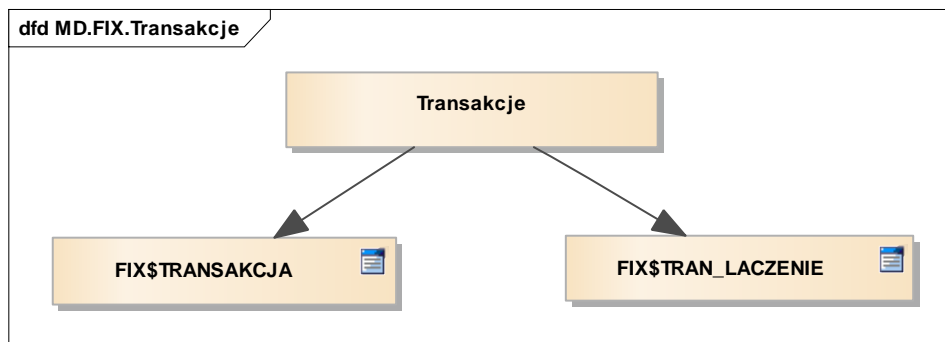 dfd MD.FIX.Transakcje
Transakcje
FIX$TRANSAKCJA
FIX$TRAN_LACZENIE